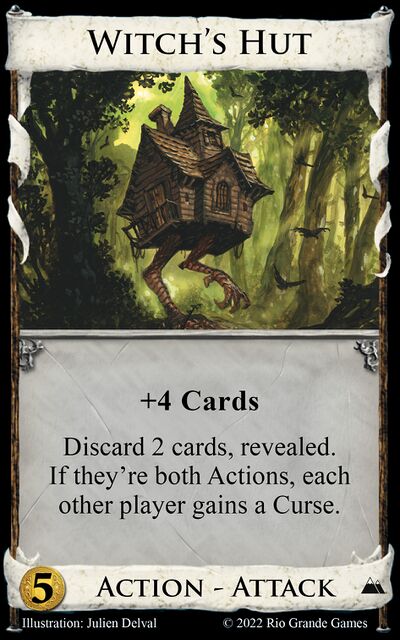 WITCH'S HUT
+4 Cards
Discard 2 cards, revealed.
If they're both Actions, each
other player gains a Curse.
5 ACTION - ATTACK
Illustration: Julien Delval © 2022 Rio Grande Games